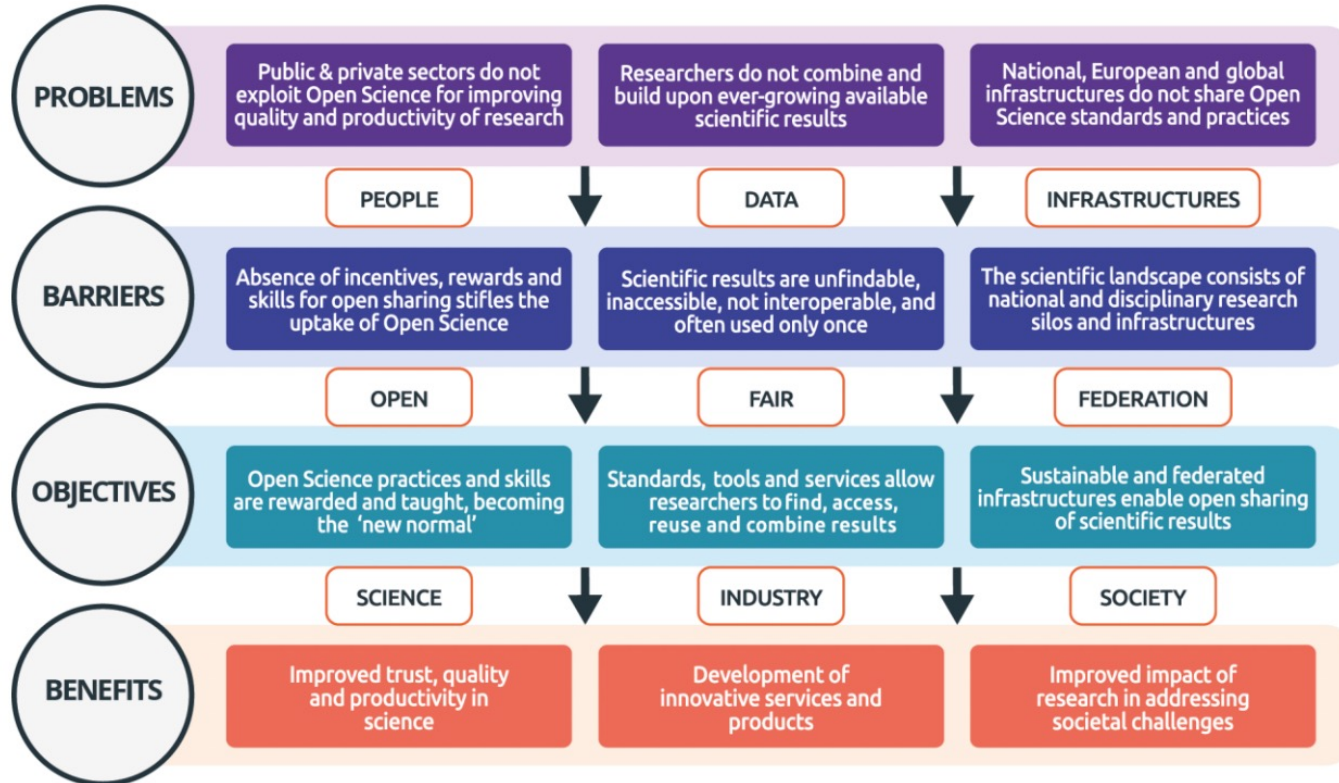 PROBLEMS
Public & private sectors do not
exploit Open Science for improving
quality and productivity of research
Researchers do not combine and
build upon ever-growing available
scientific results
National, European and global
infrastructures do not share Open
Science standards and practices
PEOPLE
DATA
INFRASTRUCTURES
BARRIERS
Absence of incentives, rewards and
skills for open sharing stifles the
uptake of Open Science
Scientific results are unfindable,
inaccessible, not interoperable, and
often used only once
The scientific landscape consists of
national and disciplinary research
silos and infrastructures
OPEN
FAIR
FEDERATION
OBJECTIVES
Open Science practices and skills
are rewarded and taught, becoming
the ‘new normal’
Standards, tools and services allow
researchers to find, access,
reuse and combine results
Sustainable and federated
infrastructures enable open sharing
of scientific results
SCIENCE
INDUSTRY
SOCIETY
BENEFITS
Improved trust, quality
and productivity in
science
Development of
innovative services and
products
Improved impact of
research in addressing
societal challenges